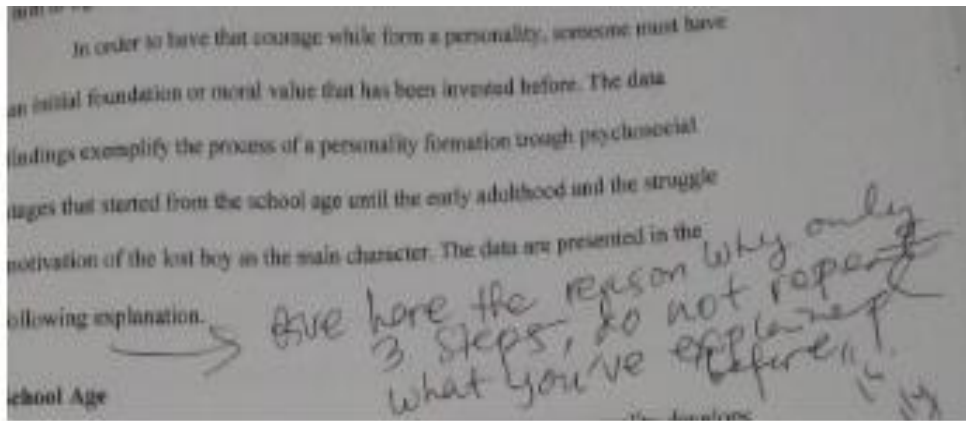 In order to have that courage while form a personality, someone must have
an initial foundation or moral value that has been invested before. The data
findings exemplify the process of a personality formation trough psychosocial
tages that started from the school age until the early adulthood and the struggle
motivation of the lost boy as the main character. The data are presented in the
ollowing explanation.
Give here the reason why only
3 steps, do not repeat
what you've explained
before
chool Age